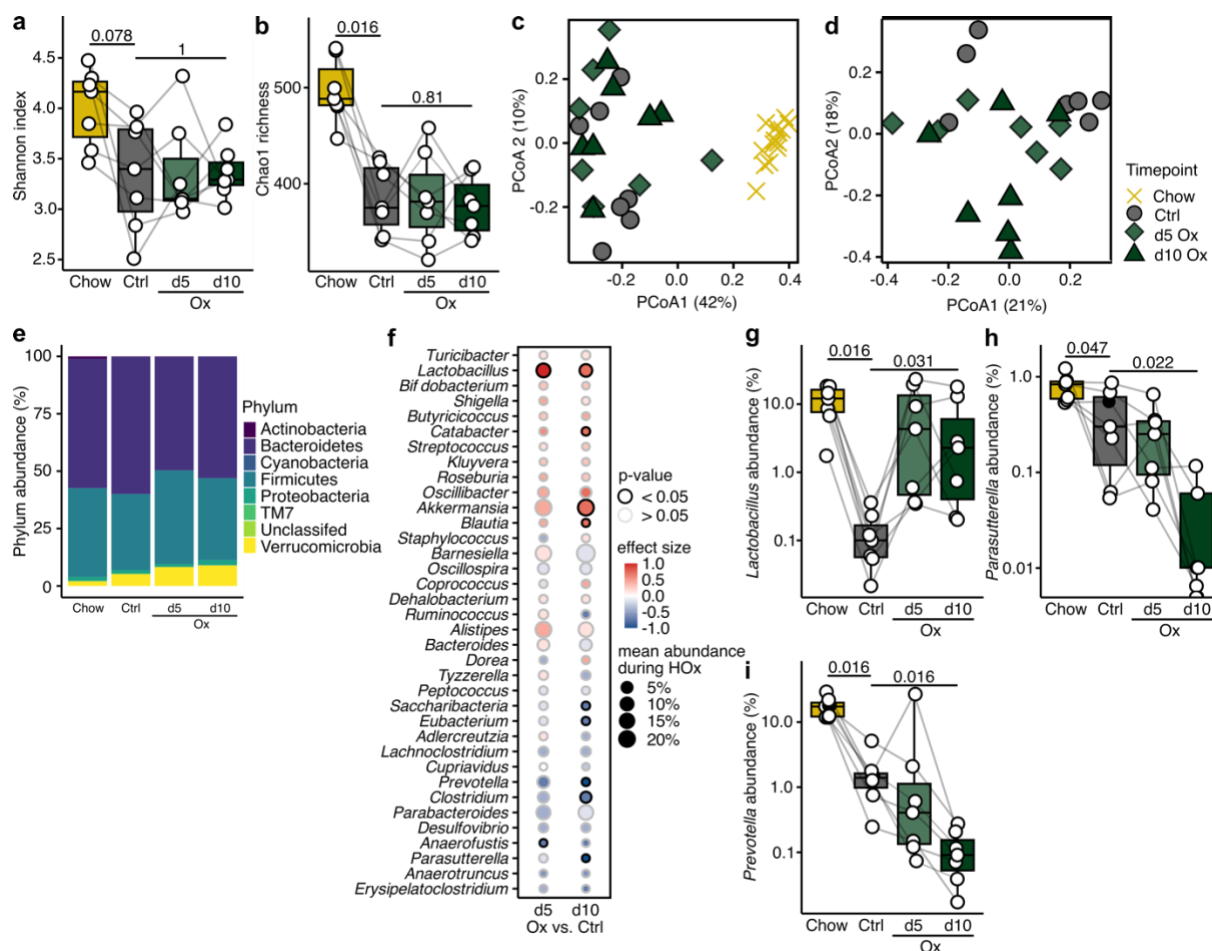 a
0.078
1
Shannon index
4.5
4.0
3.5
3.0
2.5
Chow Ctrl d5 d10
Ox
b
0.016
0.81
Chao1 richness
500
400
Chow Ctrl d5 d10
Ox
c
PCoA 2 (10%)
0.2
0.0
-0.2
-0.2 0.0 0.2 0.4
PCoA1 (42%)
d
PCoA2 (18%)
0.2
0.0
-0.2
-0.4
-0.4 -0.2 0.0 0.2
PCoA1 (21%)
Timepoint
Chow
Ctrl
d5 Ox
d10 Ox
e
Phylum abundance (%)
100
75
50
25
0
Chow Ctrl d5 d10
Ox
Phylum
Actinobacteria
Bacteroidetes
Cyanobacteria
Firmicutes
Proteobacteria
TM7
Unclassifed
Verrucomicrobia
f
Turicibacter
Lactobacillus
Bif dobacterium
Shigella
Butyricicoccus
Catabacter
Streptococcus
Kluyvera
Roseburia
Oscillibacter
Akkermansia
Blautia
Staphylococcus
Barnesiella
Oscillospira
Coprococcus
Dehalobacterium
Ruminococcus
Alistipes
Bacteroides
Dorea
Tyzzerella
Peptococcus
Saccharibacteria
Eubacterium
Adlercreutzia
Lachnoclostridium
Cupriavidus
Prevotella
Clostridium
Parabacteroides
Desulfovibrio
Anaerofustis
Parasutterella
Anaerotruncus
Erysipelatoclostridium
d5 d10
Ox vs. Ctrl
p-value
< 0.05
> 0.05
effect size
1.0
0.5
0.0
-0.5
-1.0
mean abundance
during HOx
5%
10%
15%
20%
g
0.016
0.031
Lactobacillus abundance (%)
10.0
1.0
0.1
Chow Ctrl d5 d10
Ox
h
0.047
0.022
Parasutterella abundance (%)
1.0
0.1
0.01
Chow Ctrl d5 d10
Ox
i
0.016
0.016
Prevotella abundance (%)
10.0
1.0
0.1
Chow Ctrl d5 d10
Ox